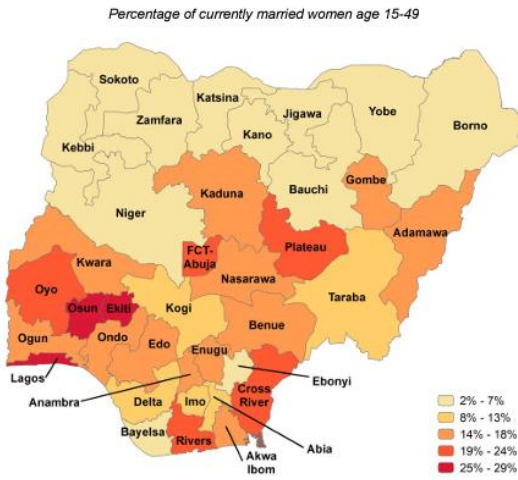 Percentage of currently married women age 15-49
Sokoto
Katsina
Yobe
Zamfara
Jigawa
Borno
Kano
Kebbi
Gombe
Kaduna
Bauchi
Niger
Adamawa
FCT-
Abuja
Plateau
Kwara
Nasarawa
Oyo
Taraba
Osun
Ekiti
Kogi
Benue
Ogun
Ondo
Edo
Enugu
Lagos
Ebonyi
Anambra
Cross
River
Delta
Imo
Bayelsa
Rivers
Abia
Akwa
Ibom
2% - 7%
8% - 13%
14% - 18%
19% - 24%
25% - 29%